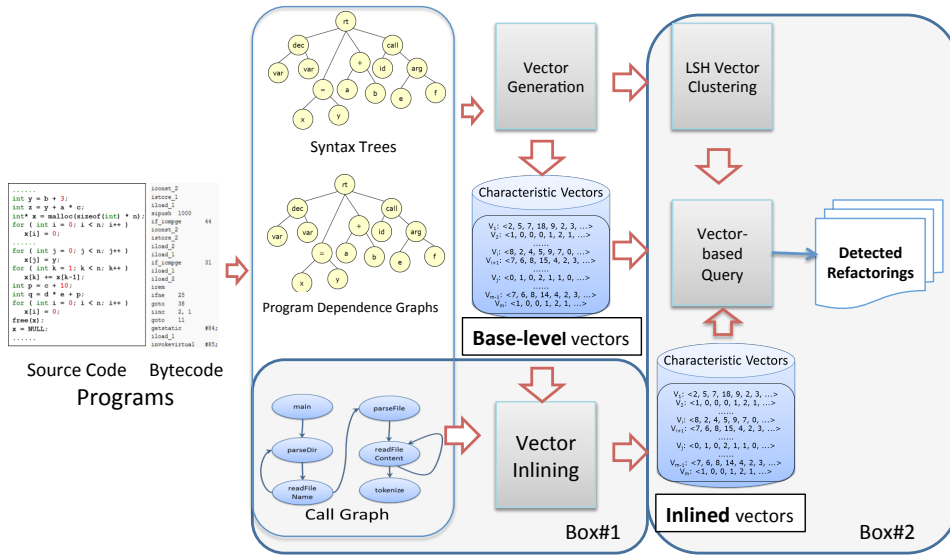 ......
int y = b + 3;
int z = y + a * c;
int* x = malloc(sizeof(int) * n);
for ( int i = 0; i < n; i++ )
x[i] = 0;
......
for ( int j = 0; j < n; j++ )
x[j] = y;
for ( int k = 1; k < n; k++ )
x[k] += x[k-1];
int p = c + 10;
int q = d * e + p;
for ( int i = 0; i < n; i++ )
x[i] = 0;
free(x);
x = NULL;
......
Source Code
iconst_2
istore_1
iload_1
sipush 1000
if_icmpge 44
iconst_2
istore_2
iload_2
iload_1
if_icmpge 31
iload_1
iload_2
irem
ifne 25
goto 38
iinc 2, 1
goto 11
getstatic #84;
iload_1
invokevirtual #85;
Bytecode
Programs
rt
dec
call
var
var
+
id
arg
=
a
b
e
f
x
y
Syntax Trees
rt
dec
call
var
var
+
id
arg
=
a
b
e
f
x
y
Program Dependence Graphs
main
parseDir
readFile
Name
parseFile
readFile
Content
tokenize
Call Graph
Vector
Generation
Characteristic Vectors
V1: <2, 5, 7, 18, 9, 2, 3, ...>
V2: <1, 0, 0, 0, 1, 2, 1, ...>
......
Vi: <8, 2, 4, 5, 9, 7, 0, ...>
Vi+1: <7, 6, 8, 15, 4, 2, 3, ...>
......
Vj: <0, 1, 0, 2, 1, 1, 0, ...>
......
Vm-1: <7, 6, 8, 14, 4, 2, 3, ...>
Vm: <1, 0, 0, 1, 2, 1, ...>
Base-level vectors
Vector
Inlining
Box#1
LSH Vector
Clustering
Vector-
based
Query
Detected
Refactorings
Characteristic Vectors
V1: <2, 5, 7, 18, 9, 2, 3, ...>
V2: <1, 0, 0, 0, 1, 2, 1, ...>
......
Vi: <8, 2, 4, 5, 9, 7, 0, ...>
Vi+1: <7, 6, 8, 15, 4, 2, 3, ...>
......
Vj: <0, 1, 0, 2, 1, 1, 0, ...>
......
Vm-1: <7, 6, 8, 14, 4, 2, 3, ...>
Vm: <1, 0, 0, 1, 2, 1, ...>
Inlined vectors
Box#2